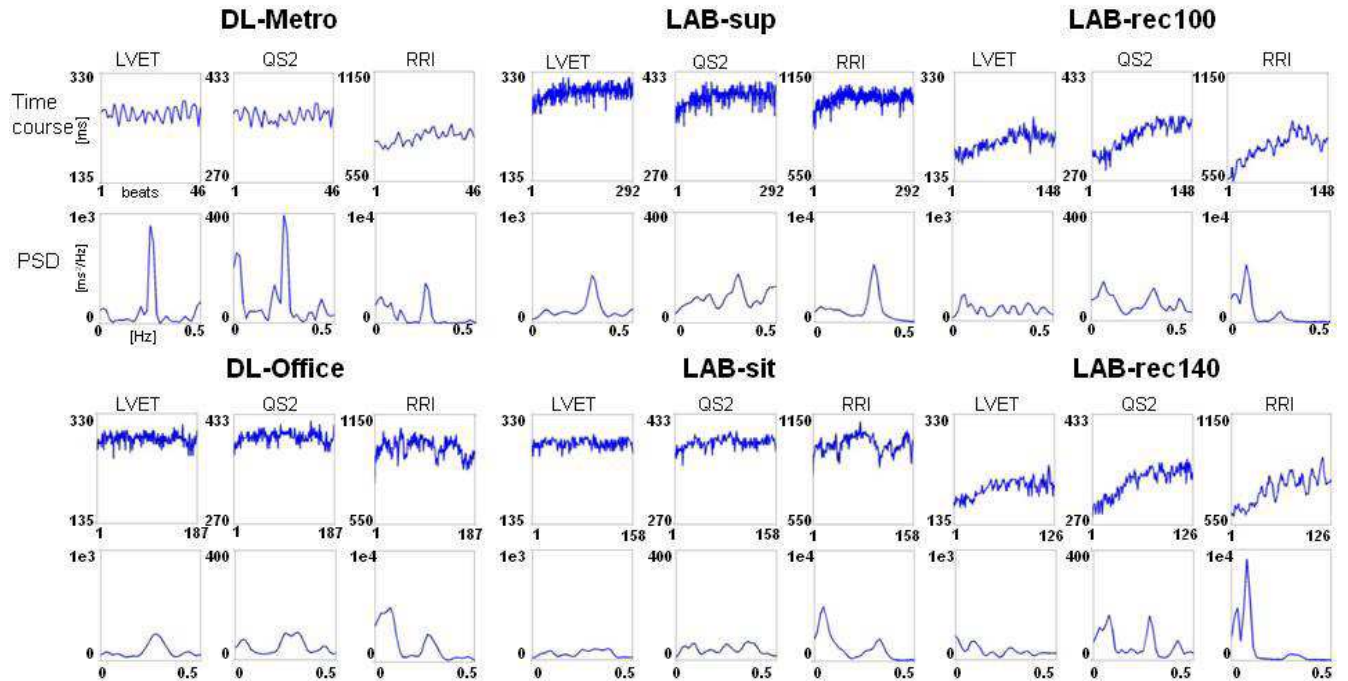 DL-Metro LAB-sup LAB-rec100
LVET QS2 RRI LVET QS2 RRI LVET QS2 RRI
330 433 1150 330 433 1150 330 433 1150
Time course
[ms]
135 270 550 135 270 550 135 270 550
1 beats 46 1 46 1 46 1 292 1 292 1 292 1 148 1 148 1 148
1e3 400 1e4 1e3 400 1e4 1e3 400 1e4
PSD
[ms²/Hz]
0 0 0 0 0 0 0 0 0
0 0.5 0 0.5 0 0.5 0 0.5 0 0.5 0 0.5 0 0.5 0 0.5 0 0.5
[Hz]
DL-Office LAB-sit LAB-rec140
LVET QS2 RRI LVET QS2 RRI LVET QS2 RRI
330 433 1150 330 433 1150 330 433 1150
135 270 550 135 270 550 135 270 550
1 187 1 187 1 187 1 158 1 158 1 158 1 126 1 126 1 126
1e3 400 1e4 1e3 400 1e4 1e3 400 1e4
0 0 0 0 0 0 0 0 0
0 0.5 0 0.5 0 0.5 0 0.5 0 0.5 0 0.5 0 0.5 0 0.5 0 0.5